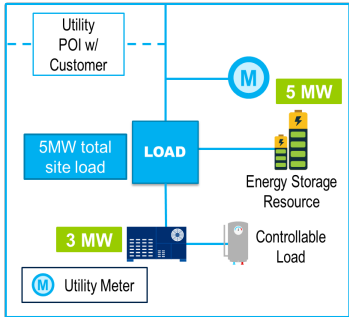 Utility
POI w/
Customer
M
5 MW
5MW total
site load
LOAD
Energy Storage
Resource
3 MW
Controllable
Load
M Utility Meter